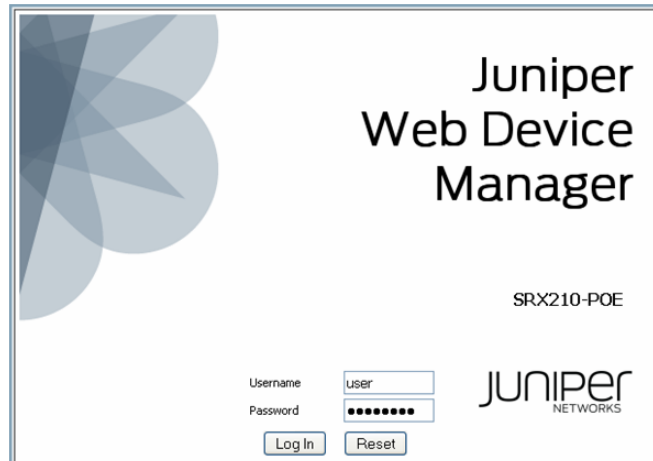 Juniper
Web Device
Manager
SRX210-POE
Username user
Password ●●●●●●●●
JUNIPER
NETWORKS
Log In Reset